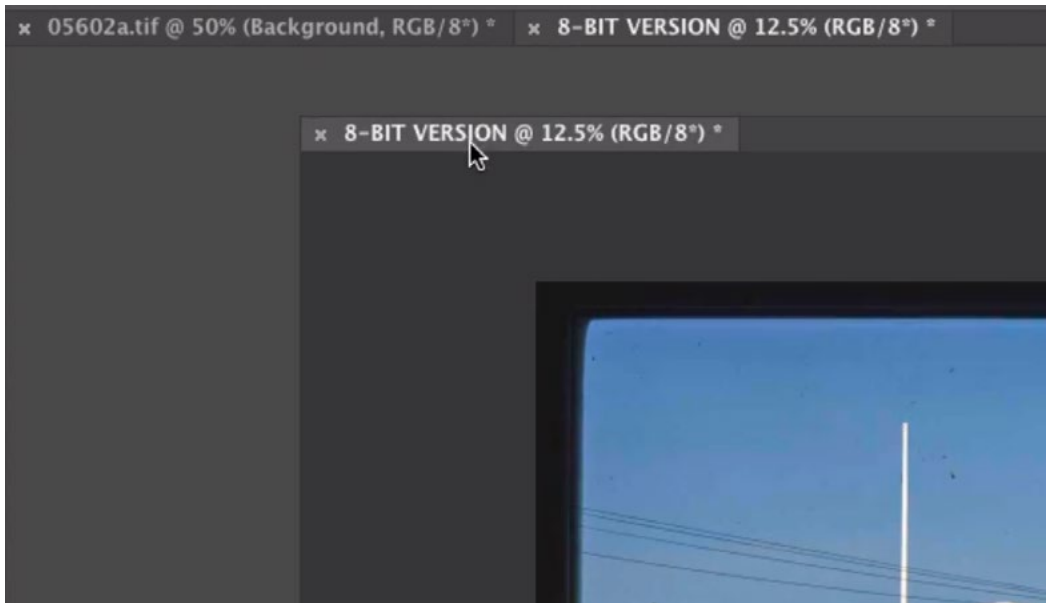 × 05602a.tif @ 50% (Background, RGB/8*) * × 8-BIT VERSION @ 12.5% (RGB/8*) *
× 8-BIT VERSION @ 12.5% (RGB/8*) *